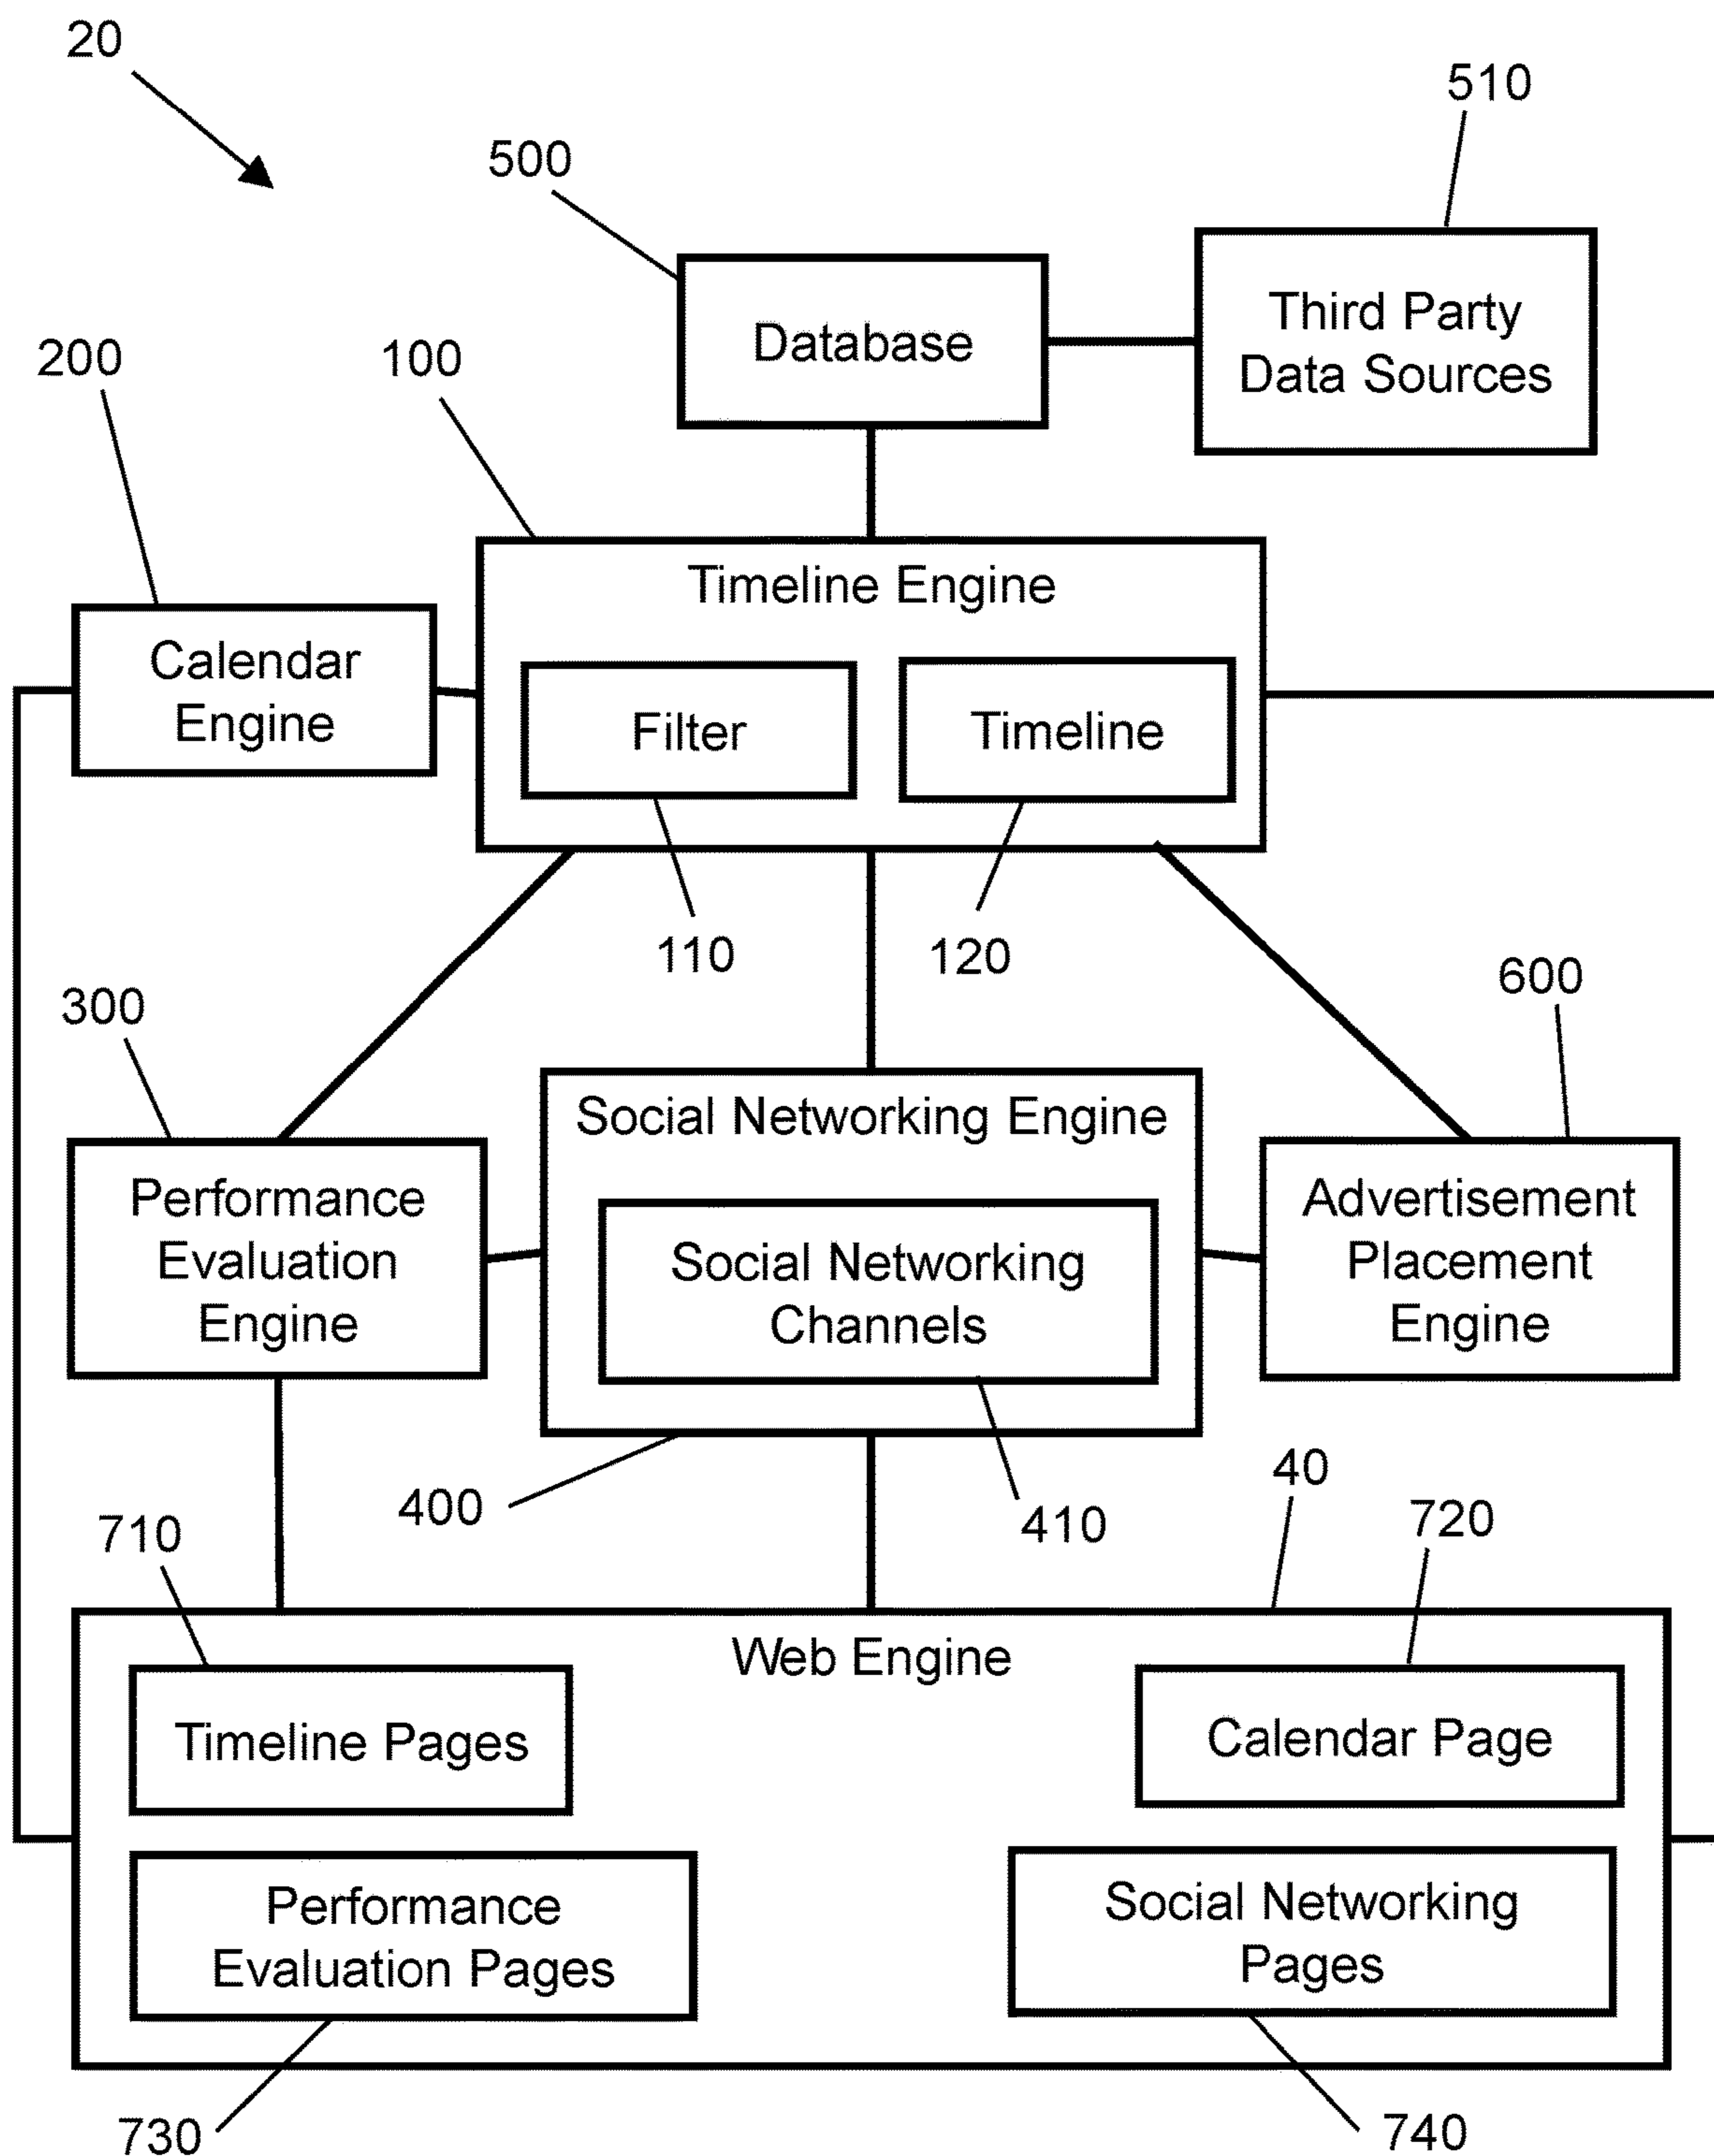 20
510
500
Database
Third Party
Data Sources
200
100
Timeline Engine
Calendar
Engine
Filter
Timeline
110
120
600
300
Social Networking Engine
Performance
Evaluation
Engine
Social Networking
Channels
Advertisement
Placement
Engine
40
400
410
710
720
Web Engine
Timeline Pages
Calendar Page
Performance
Evaluation Pages
Social Networking
Pages
730
740